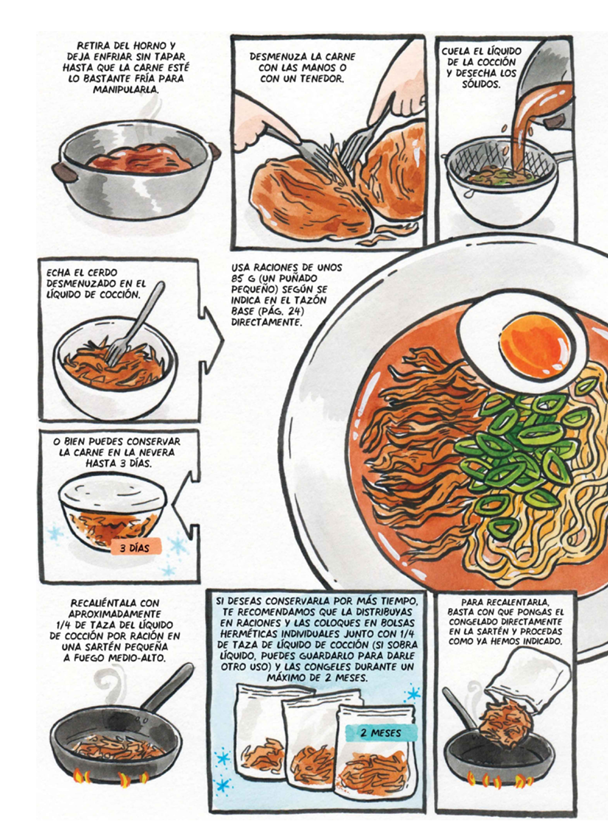 RETIRA DEL HORNO Y
DEJA ENFRIAR SIN TAPAR
HASTA QUE LA CARNE ESTÉ
LO BASTANTE FRÍA PARA
MANIPULARLA.
DESMENUZA LA CARNE
CON LAS MANOS O
CON UN TENEDOR.
CUELA EL LÍQUIDO
DE LA COCCIÓN
Y DESECHA LOS
SÓLIDOS.
ECHA EL CERDO
DESMENUZADO EN EL
LÍQUIDO DE COCCIÓN.
USA RACIONES DE UNOS
85 G (UN PUÑADO
PEQUEÑO) SEGÚN SE
INDICA EN EL TAZÓN
BASE (PÁG. 24)
DIRECTAMENTE.
O BIEN PUEDES CONSERVAR
LA CARNE EN LA NEVERA
HASTA 3 DÍAS.
3 DÍAS
RECALIÉNTALA CON
APROXIMADAMENTE
1/4 DE TAZA DEL LÍQUIDO
DE COCCIÓN POR RACIÓN EN
UNA SARTÉN PEQUEÑA
A FUEGO MEDIO-ALTO.
SI DESEAS CONSERVARLA POR MÁS TIEMPO,
TE RECOMENDAMOS QUE LA DISTRIBUYAS
EN RACIONES Y LAS COLOQUES EN BOLSAS
HERMÉTICAS INDIVIDUALES JUNTO CON 1/4
DE TAZA DE LÍQUIDO DE COCCIÓN (SI SOBRA
LÍQUIDO, PUEDES GUARDARLO PARA DARLE
OTRO USO) Y LAS CONGELES DURANTE UN
MÁXIMO DE 2 MESES.
2 MESES
PARA RECALENTARLA,
BASTA CON QUE PONGAS EL
CONGELADO DIRECTAMENTE
EN LA SARTÉN Y PROCEDAS
COMO YA HEMOS INDICADO.